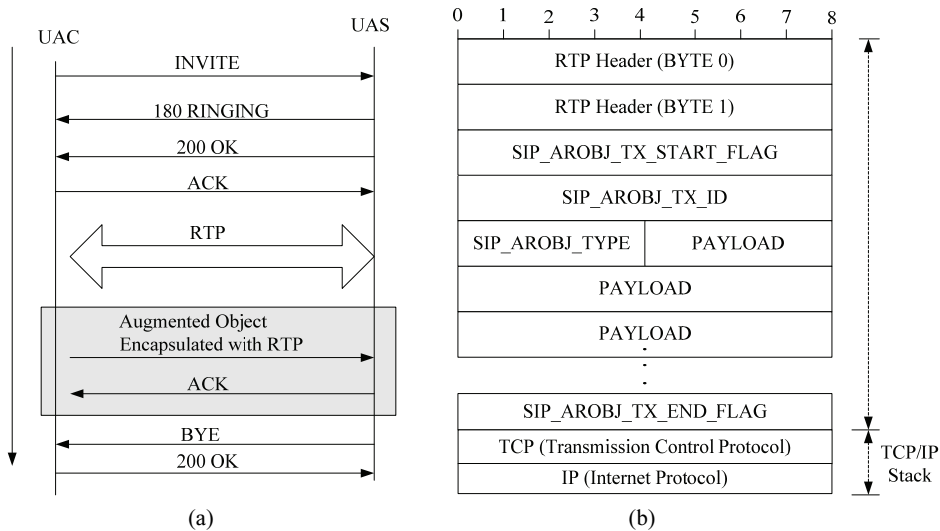 UAC
UAS
INVITE
180 RINGING
200 OK
ACK
RTP
Augmented Object
Encapsulated with RTP
ACK
BYE
200 OK
(a)
0 1 2 3 4 5 6 7 8
RTP Header (BYTE 0)
RTP Header (BYTE 1)
SIP_AROBJ_TX_START_FLAG
SIP_AROBJ_TX_ID
SIP_AROBJ_TYPE PAYLOAD
PAYLOAD
PAYLOAD
SIP_AROBJ_TX_END_FLAG
TCP (Transmission Control Protocol)
IP (Internet Protocol)
TCP/IP
Stack
(b)